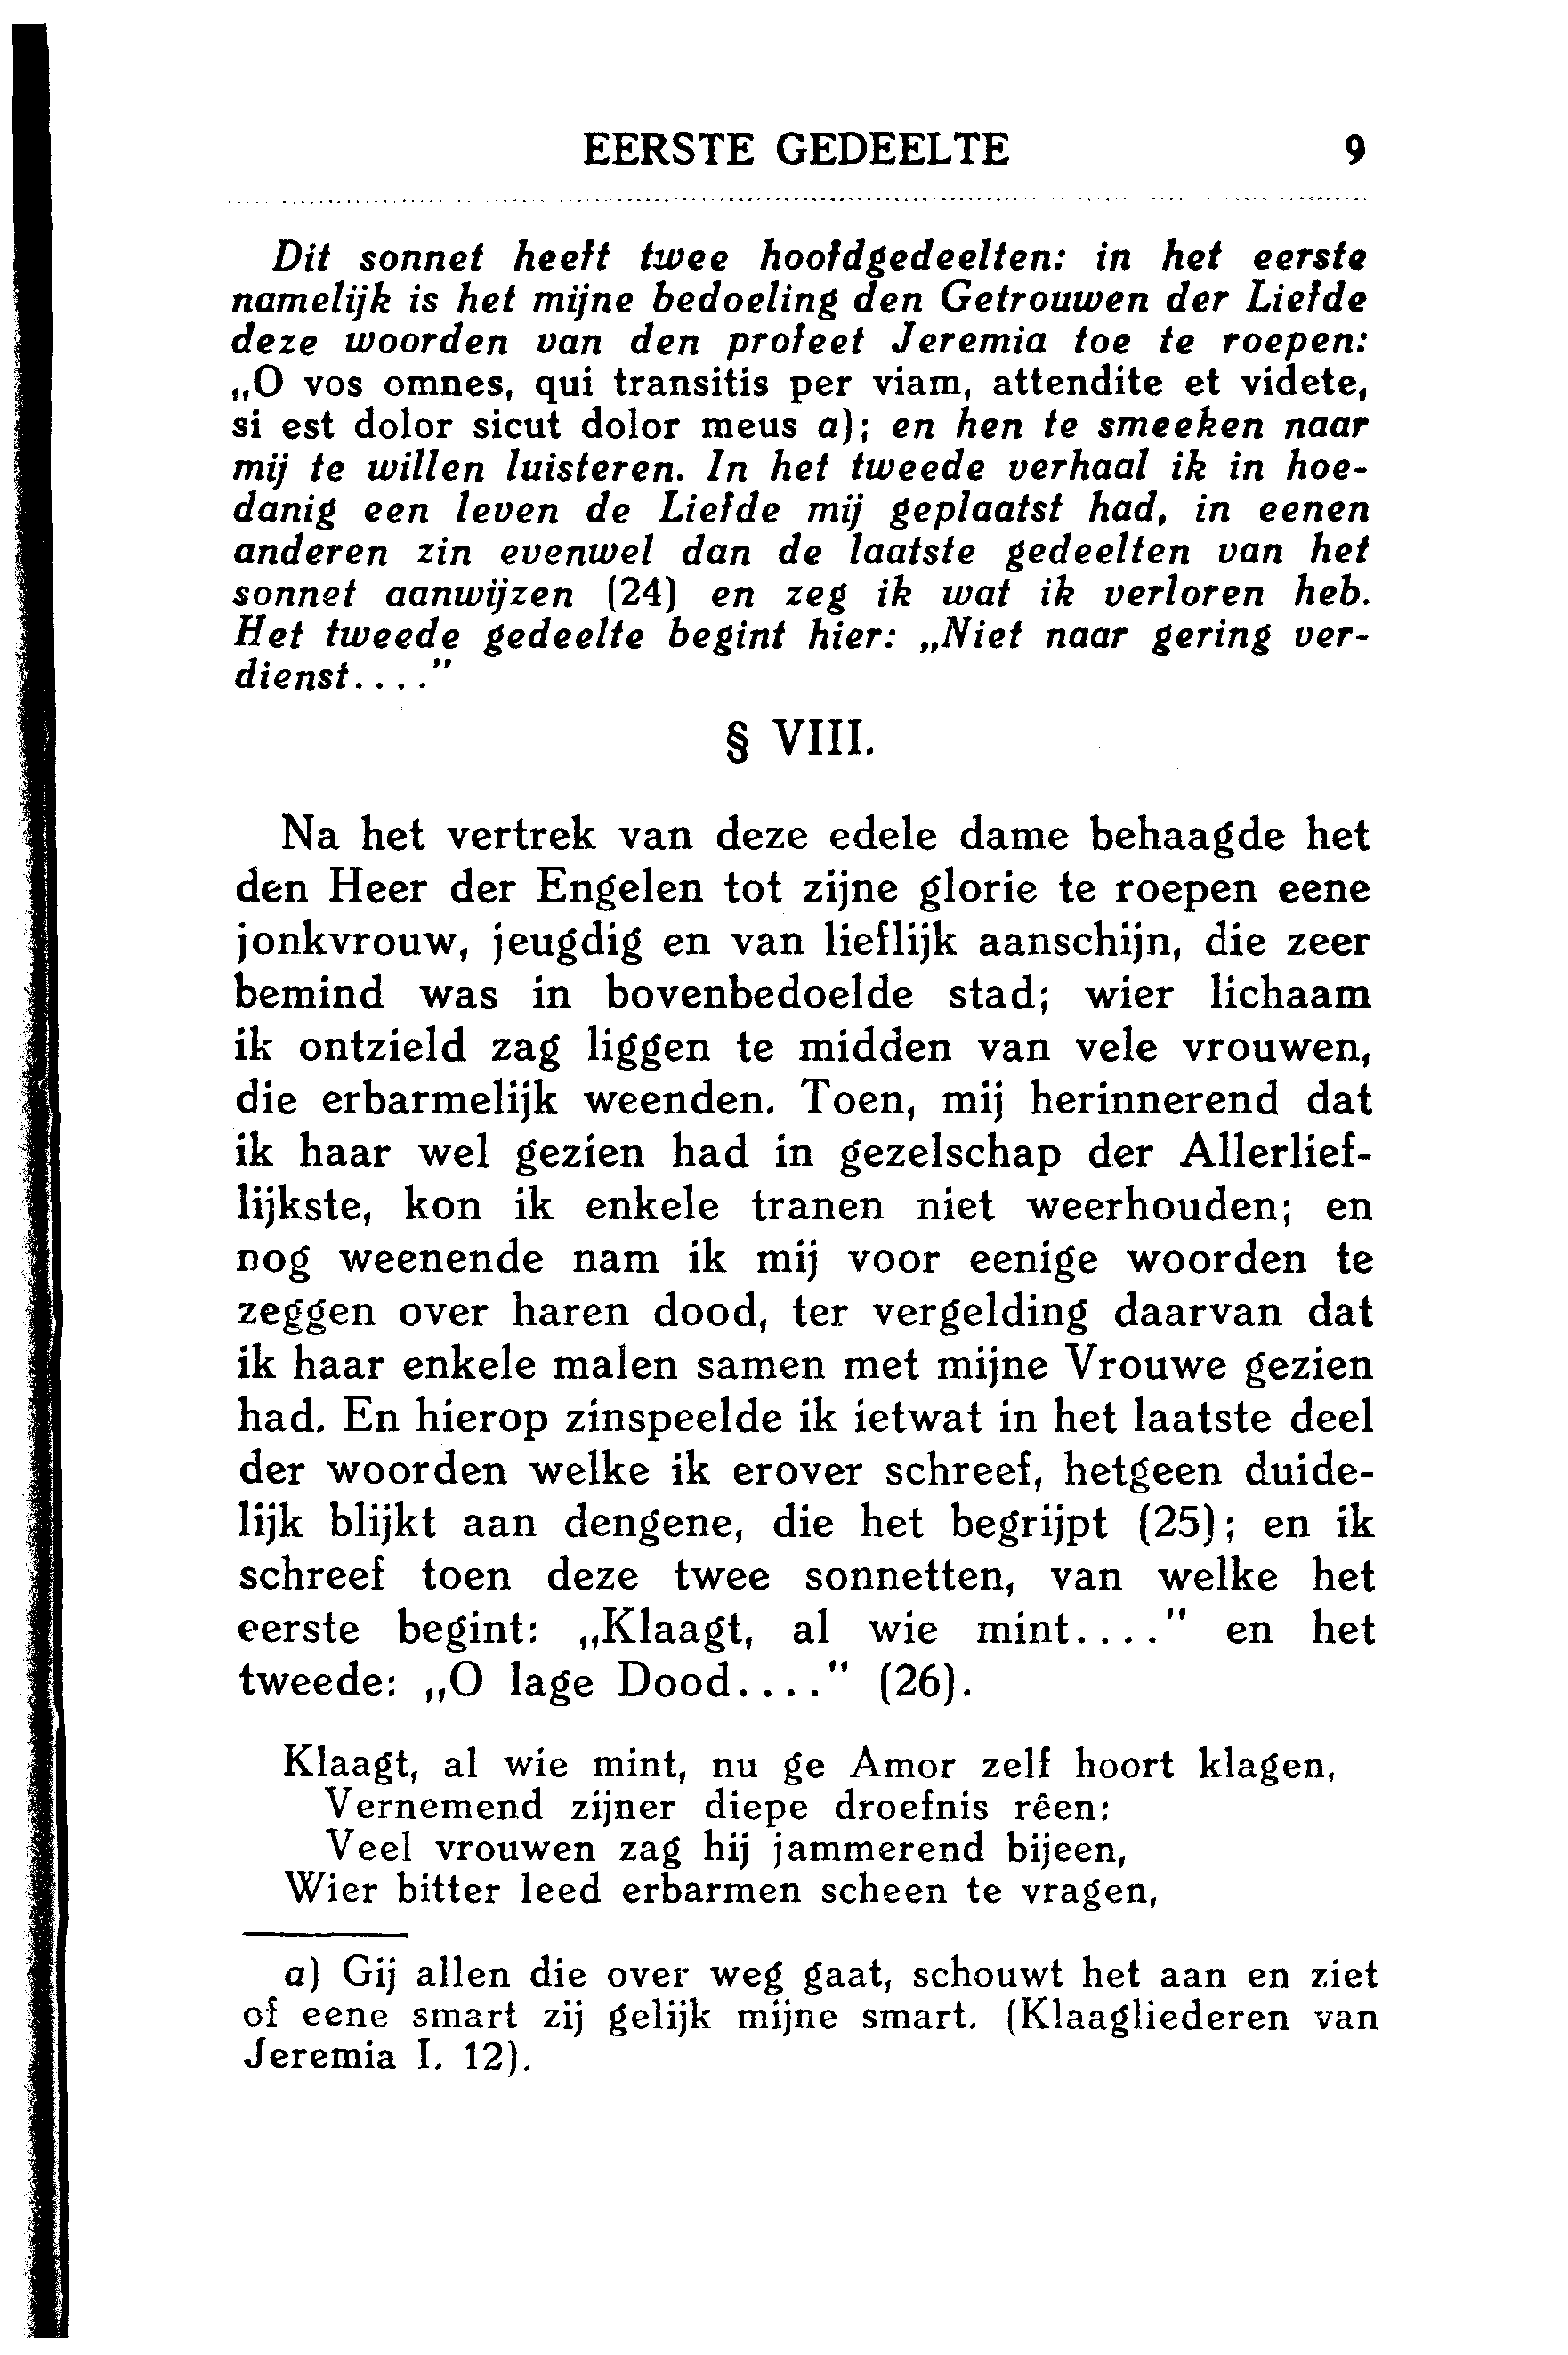 EERSTE GEDEELTE 9
Dit sonnet heeft twee hoofdgedeelten: in het eerste
namelijk is het mijne bedoeling den Getrouwen der Liefde
deze woorden van den profeet Jeremia toe te roepen:
„O vos omnes, qui transitis per viam, attendite et videte,
si est dolor sicut dolor meus a); en hen te smeeken naar
mij te willen luisteren. In het tweede verhaal ik in hoe-
danig een leven de Liefde mij geplaatst had, in eenen
anderen zin evenwel dan de laatste gedeelten van het
sonnet aanwijzen (24) en zeg ik wat ik verloren heb.
Het tweede gedeelte begint hier: „Niet naar gering ver-
dienst...."
§ VIII.
Na het vertrek van deze edele dame behaagde het
den Heer der Engelen tot zijne glorie te roepen eene
jonkvrouw, jeugdig en van lieflijk aanschijn, die zeer
bemind was in bovenbedoelde stad; wier lichaam
ik ontzield zag liggen te midden van vele vrouwen,
die erbarmelijk weenden. Toen, mij herinnerend dat
ik haar wel gezien had in gezelschap der Allerlief-
lijkste, kon ik enkele tranen niet weerhouden; en
nog weenende nam ik mij voor eenige woorden te
zeggen over haren dood, ter vergelding daarvan dat
ik haar enkele malen samen met mijne Vrouwe gezien
had. En hierop zinspeelde ik ietwat in het laatste deel
der woorden welke ik erover schreef, hetgeen duide-
lijk blijkt aan dengene, die het begrijpt (25); en ik
schreef toen deze twee sonnetten, van welke het
eerste begint: „Klaagt, al wie mint...." en het
tweede: „O lage Dood...." (26).
Klaagt, al wie mint, nu ge Amor zelf hoort klagen,
Vernemend zijner diepe droefnis rêen:
Veel vrouwen zag hij jammerend bijeen,
Wier bitter leed erbarmen scheen te vragen,
a) Gij allen die over weg gaat, schouwt het aan en ziet
of eene smart zij gelijk mijne smart. (Klaagliederen van
Jeremia I. 12).